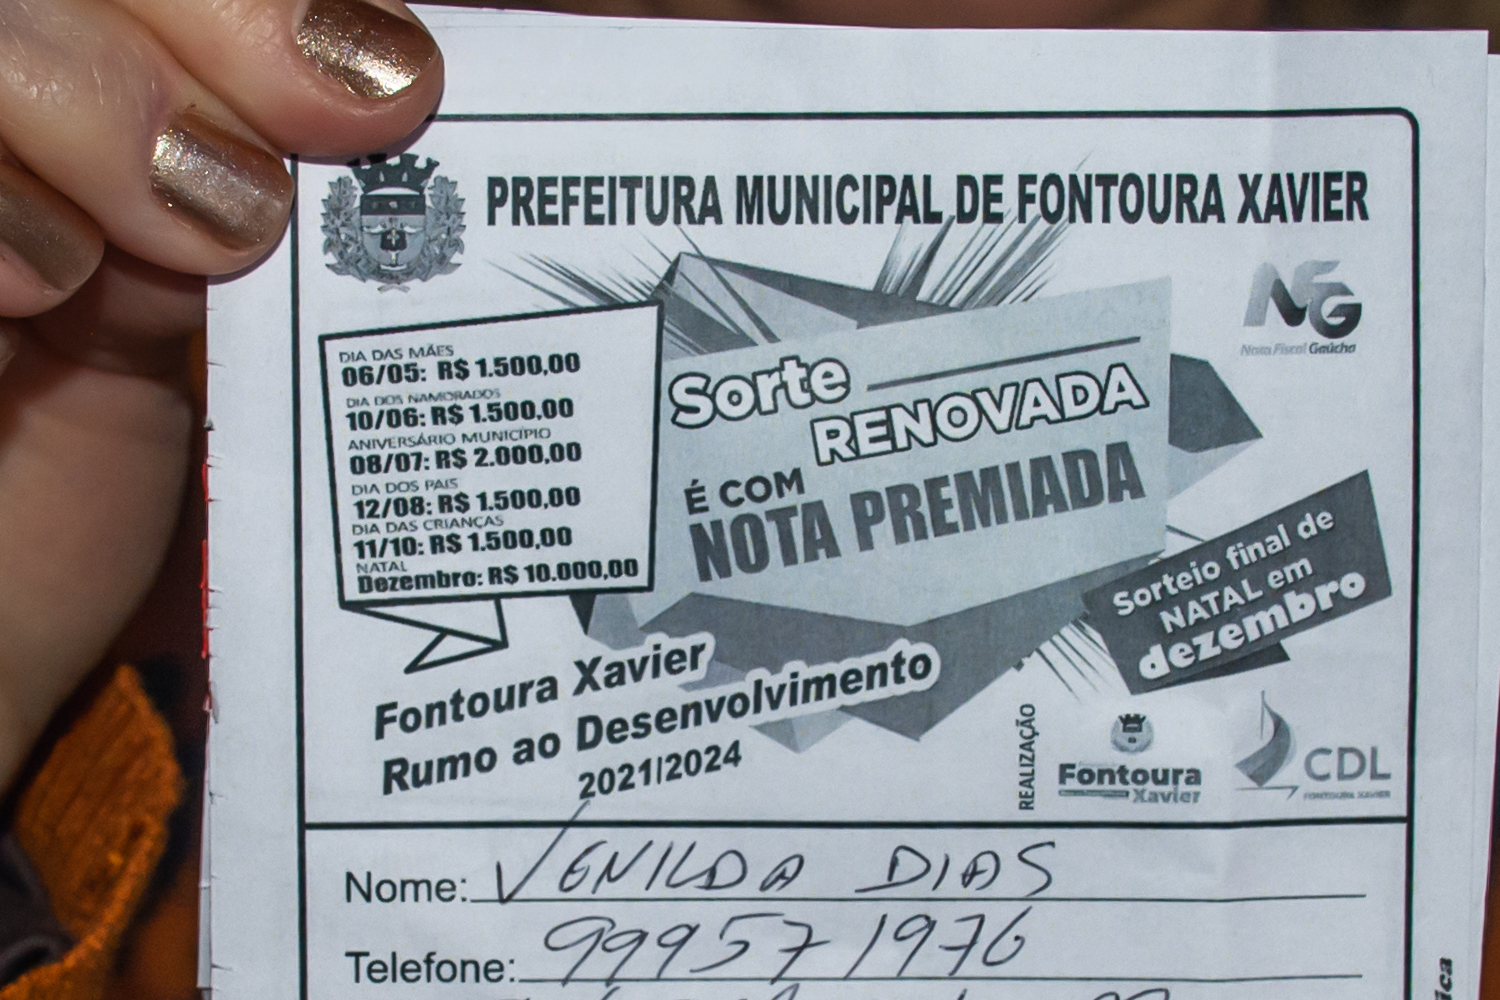 PREFEITURA MUNICIPAL DE FONTOURA XAVIER
NFG
Nota Fiscal Gaúcha
DIA DAS MÃES
06/05: R$ 1.500,00
DIA DOS NAMORADOS
10/06: R$ 1.500,00
ANIVERSÁRIO MUNICÍPIO
08/07: R$ 2.000,00
DIA DOS PAIS
12/08: R$ 1.500,00
DIA DAS CRIANÇAS
11/10: R$ 1.500,00
NATAL
Dezembro: R$ 10.000,00
Sorte
RENOVADA
É COM
NOTA PREMIADA
Sorteio final de
NATAL em
dezembro
Fontoura Xavier
Rumo ao Desenvolvimento
2021|2024
REALIZAÇÃO
Fontoura
Xavier
CDL
FONTOURA XAVIER
Nome: VENILDA DIAS
Telefone: 999571976